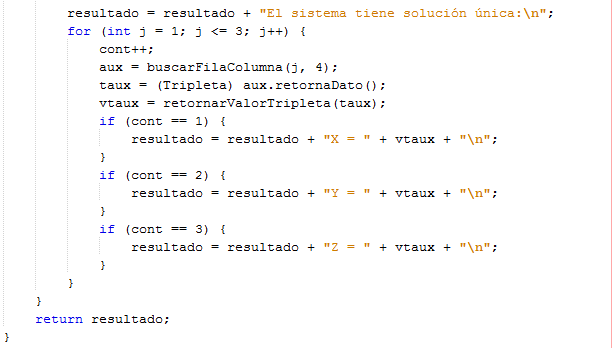 resultado = resultado + "El sistema tiene solución única:\n";
for (int j = 1; j <= 3; j++) {
cont++;
aux = buscarFilaColumna(j, 4);
taux = (Tripleta) aux.retornaDato();
vtaux = retornarValorTripleta(taux);
if (cont == 1) {
resultado = resultado + "X = " + vtaux + "\n";
}
if (cont == 2) {
resultado = resultado + "Y = " + vtaux + "\n";
}
if (cont == 3) {
resultado = resultado + "Z = " + vtaux + "\n";
}
}
}
return resultado;
}